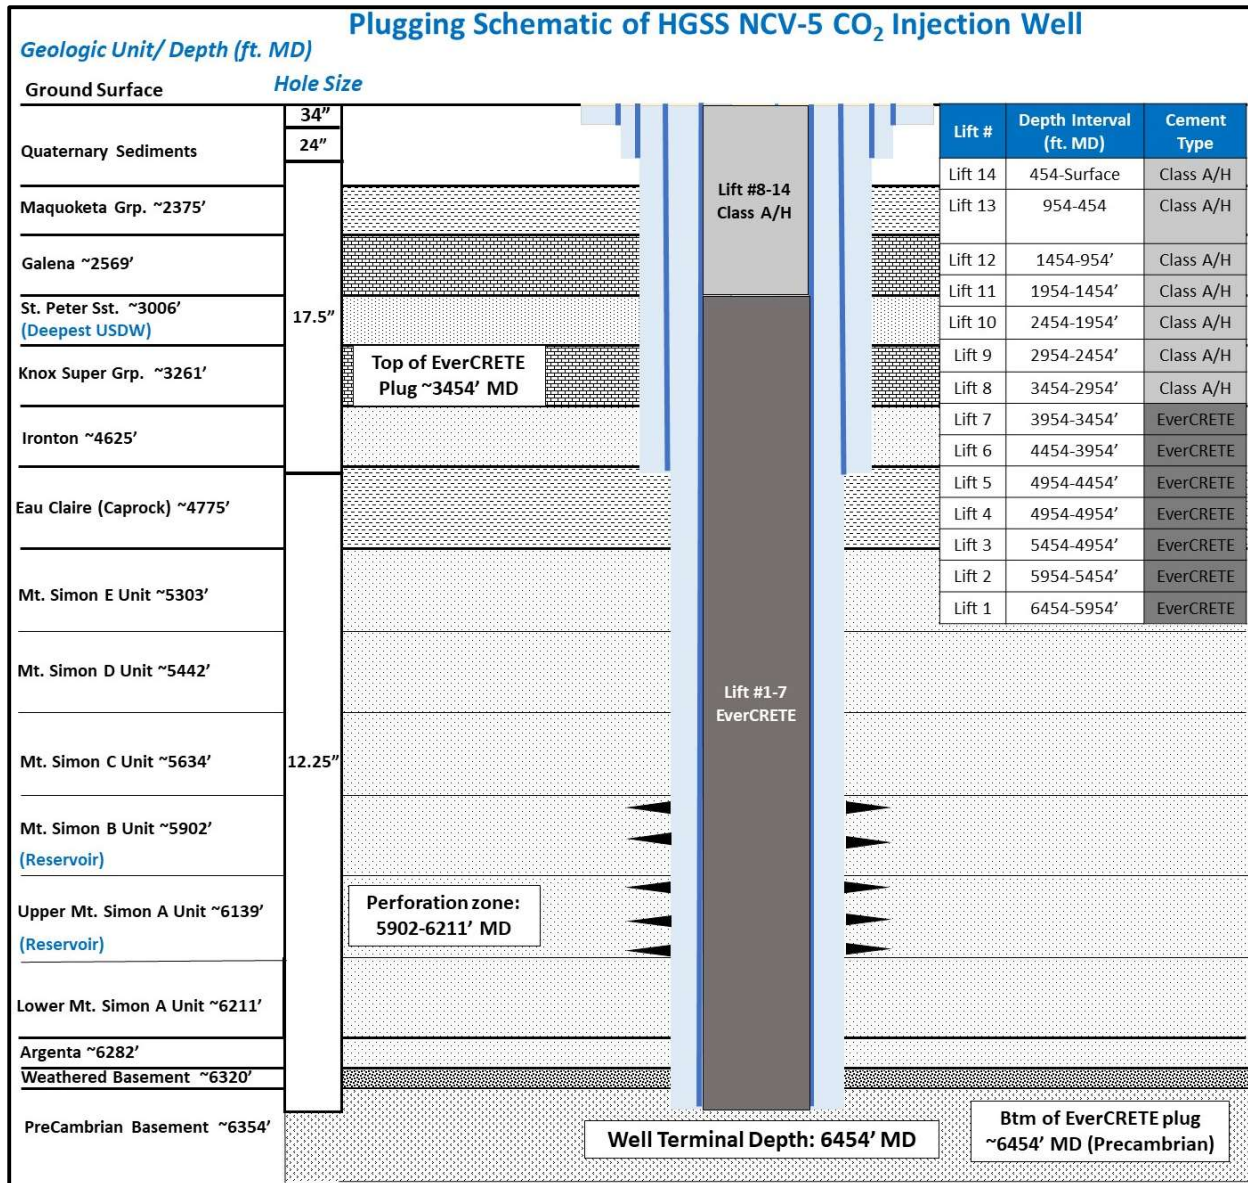 Plugging Schematic of HGSS NCV-5 CO₂ Injection Well
Geologic Unit/ Depth (ft. MD)
Hole Size
Ground Surface
34”
24”
Quaternary Sediments
Maquoketa Grp. ~2375’
Galena ~2569’
St. Peter Sst. ~3006’
(Deepest USDW)
17.5”
Knox Super Grp. ~3261’
Ironton ~4625’
Eau Claire (Caprock) ~4775’
Mt. Simon E Unit ~5303’
Mt. Simon D Unit ~5442’
Mt. Simon C Unit ~5634’
12.25”
Mt. Simon B Unit ~5902’
(Reservoir)
Upper Mt. Simon A Unit ~6139’
(Reservoir)
Lower Mt. Simon A Unit ~6211’
Argenta ~6282’
Weathered Basement ~6320’
PreCambrian Basement ~6354’
Top of EverCRETE
Plug ~3454’ MD
Perforation zone:
5902-6211’ MD
Lift #8-14
Class A/H
Lift #1-7
EverCRETE
Well Terminal Depth: 6454’ MD
Btm of EverCRETE plug
~6454’ MD (Precambrian)
Lift # Depth Interval (ft. MD) Cement Type
Lift 14 454-Surface Class A/H
Lift 13 954-454 Class A/H
Lift 12 1454-954’ Class A/H
Lift 11 1954-1454’ Class A/H
Lift 10 2454-1954’ Class A/H
Lift 9 2954-2454’ Class A/H
Lift 8 3454-2954’ Class A/H
Lift 7 3954-3454’ EverCRETE
Lift 6 4454-3954’ EverCRETE
Lift 5 4954-4454’ EverCRETE
Lift 4 4954-4954’ EverCRETE
Lift 3 5454-4954’ EverCRETE
Lift 2 5954-5454’ EverCRETE
Lift 1 6454-5954’ EverCRETE